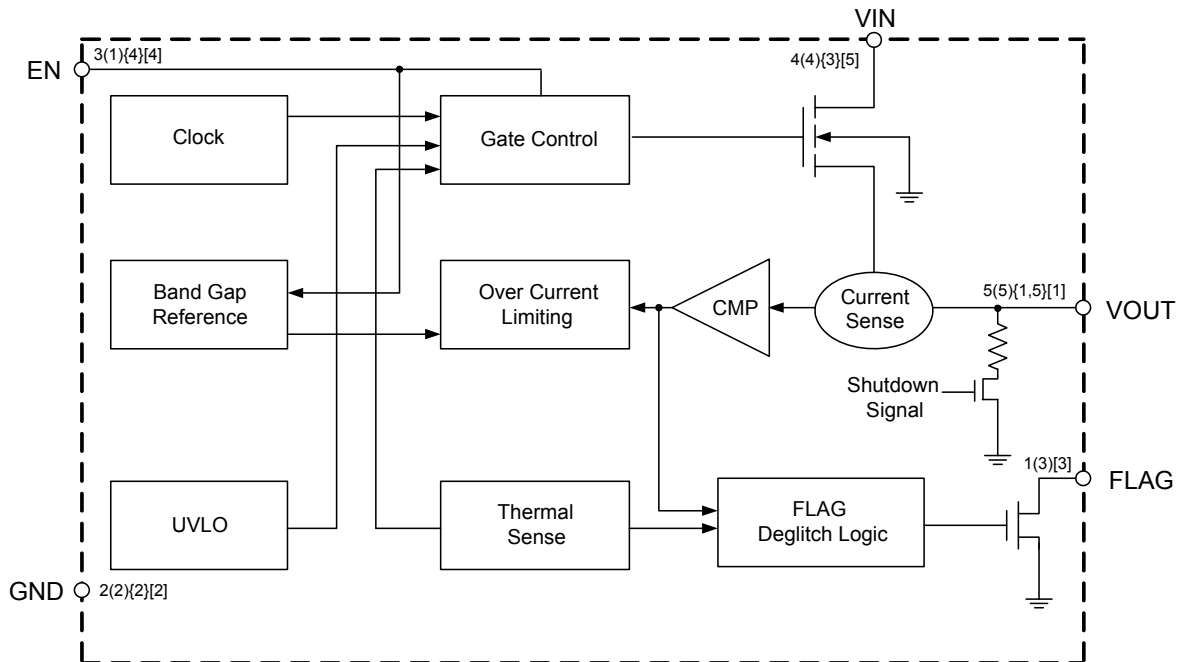 VIN
3(1){4}[4]
4(4){3}[5]
EN
Clock
Gate Control
Band Gap
Reference
Over Current
Limiting
CMP
Current
Sense
5(5){1,5}[1]
VOUT
Shutdown
Signal
1(3)[3]
FLAG
UVLO
Thermal
Sense
FLAG
Deglitch Logic
GND
2(2){2}[2]